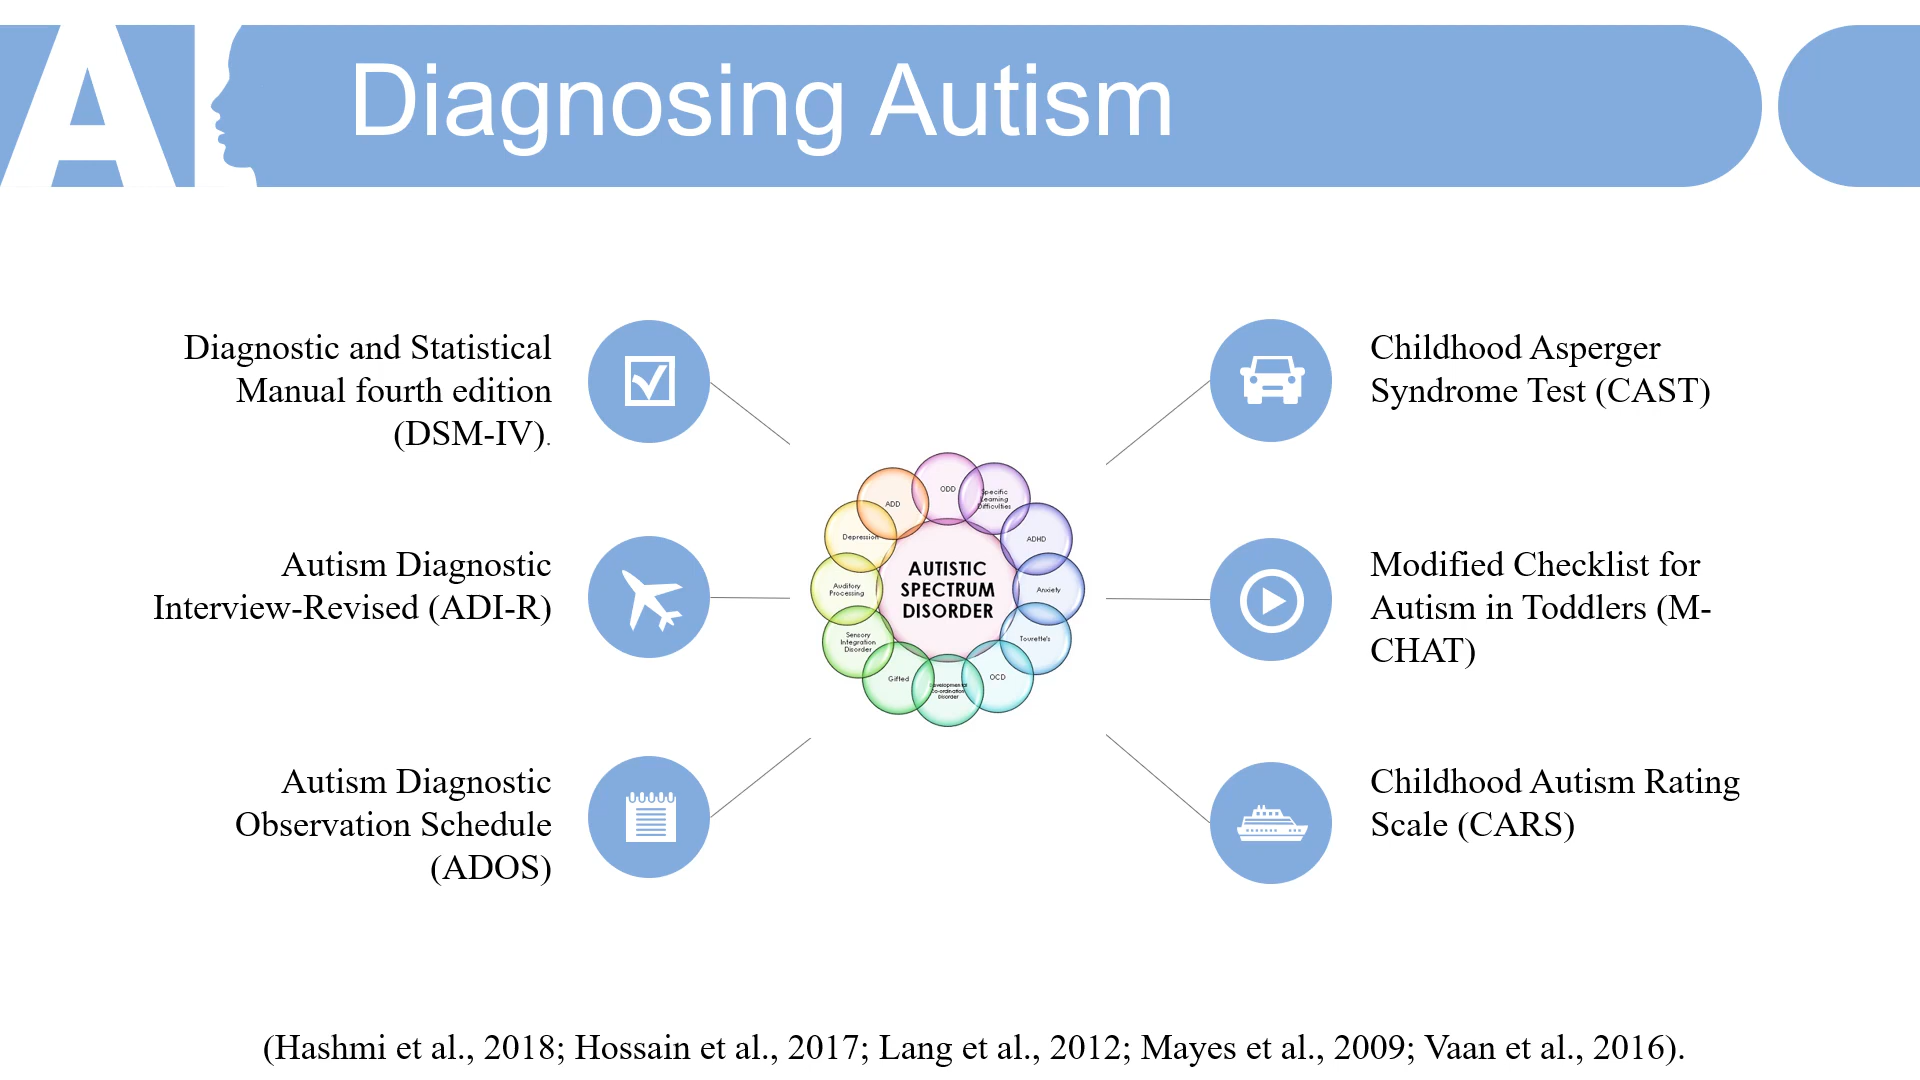 AI
Diagnosing Autism
Diagnostic and Statistical
Manual fourth edition
(DSM-IV).
Autism Diagnostic
Interview-Revised (ADI-R)
Autism Diagnostic
Observation Schedule
(ADOS)
ODD
Specific
Learning
Difficulties
ADHD
Anxiety
Tourette's
OCD
Developmental
Co-ordination
Disorder
Gifted
Sensory
Integration
Disorder
Auditory
Processing
Depression
ADD
AUTISTIC
SPECTRUM
DISORDER
Childhood Asperger
Syndrome Test (CAST)
Modified Checklist for
Autism in Toddlers (M-
CHAT)
Childhood Autism Rating
Scale (CARS)
(Hashmi et al., 2018; Hossain et al., 2017; Lang et al., 2012; Mayes et al., 2009; Vaan et al., 2016).